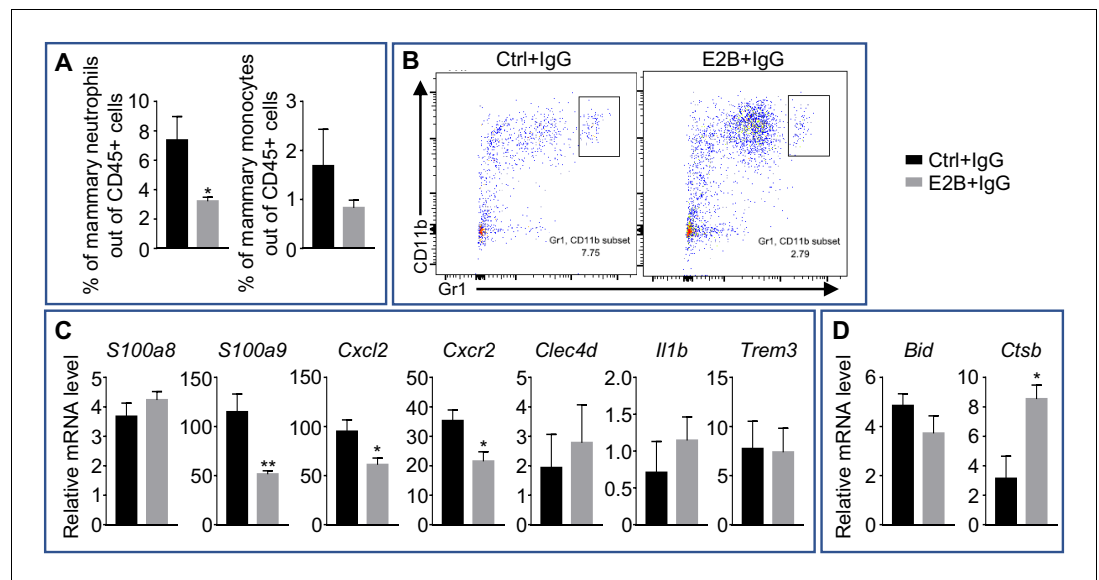 A
% of mammary neutrophils
out of CD45+ cells
10
8
6
4
2
0
*
% of mammary monocytes
out of CD45+ cells
3
2
1
0
B
Ctrl+IgG
E2B+IgG
CD11b
Gr1, CD11b subset
7.75
Gr1, CD11b subset
2.79
Gr1
Ctrl+IgG
E2B+IgG
C
Relative mRNA level
S100a8
5
4
3
2
1
0
S100a9
150
100
50
0
**
Cxcl2
150
100
50
0
*
Cxcr2
50
40
30
20
10
0
*
Clec4d
5
4
3
2
1
0
Il1b
2.0
1.5
1.0
0.5
0
Trem3
15
10
5
0
D
Relative mRNA level
Bid
6
4
2
0
Ctsb
10
8
6
4
2
0
*